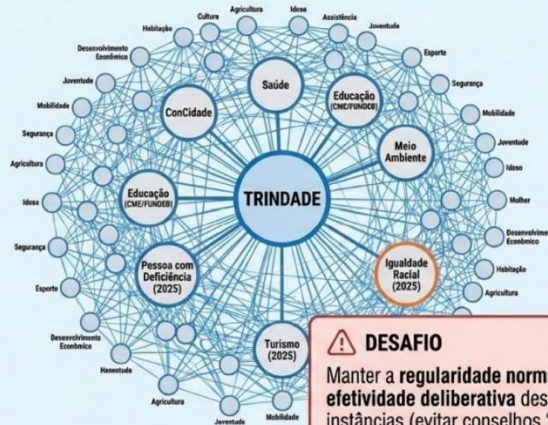 Cultura
Agricultura
Idoso
Assistência
Juventude
Habitação
Desenvolvimento
Econômico
Esporte
Juventude
Segurança
Mobilidade
Mobilidade
Segurança
Juventude
Agricultura
Idoso
Idoso
Mulher
Segurança
Desenvolvimento
Econômico
Esporte
Habitação
Desenvolvimento
Económico
Agricultura
Hanentude
Agricultura
Juventude
Mobilidade
Saúde
ConCidade
Educação
(CME/FUNDEB)
Meio
Ambiente
Educação
(CME/FUNDEB)
TRINDADE
Pessoa com
Deficiência
(2025)
Igualdade
Racial
(2025)
Turismo
(2025)
DESAFIO
Manter a regularidade norm
efetividade deliberativa des
instâncias (evitar conselhos